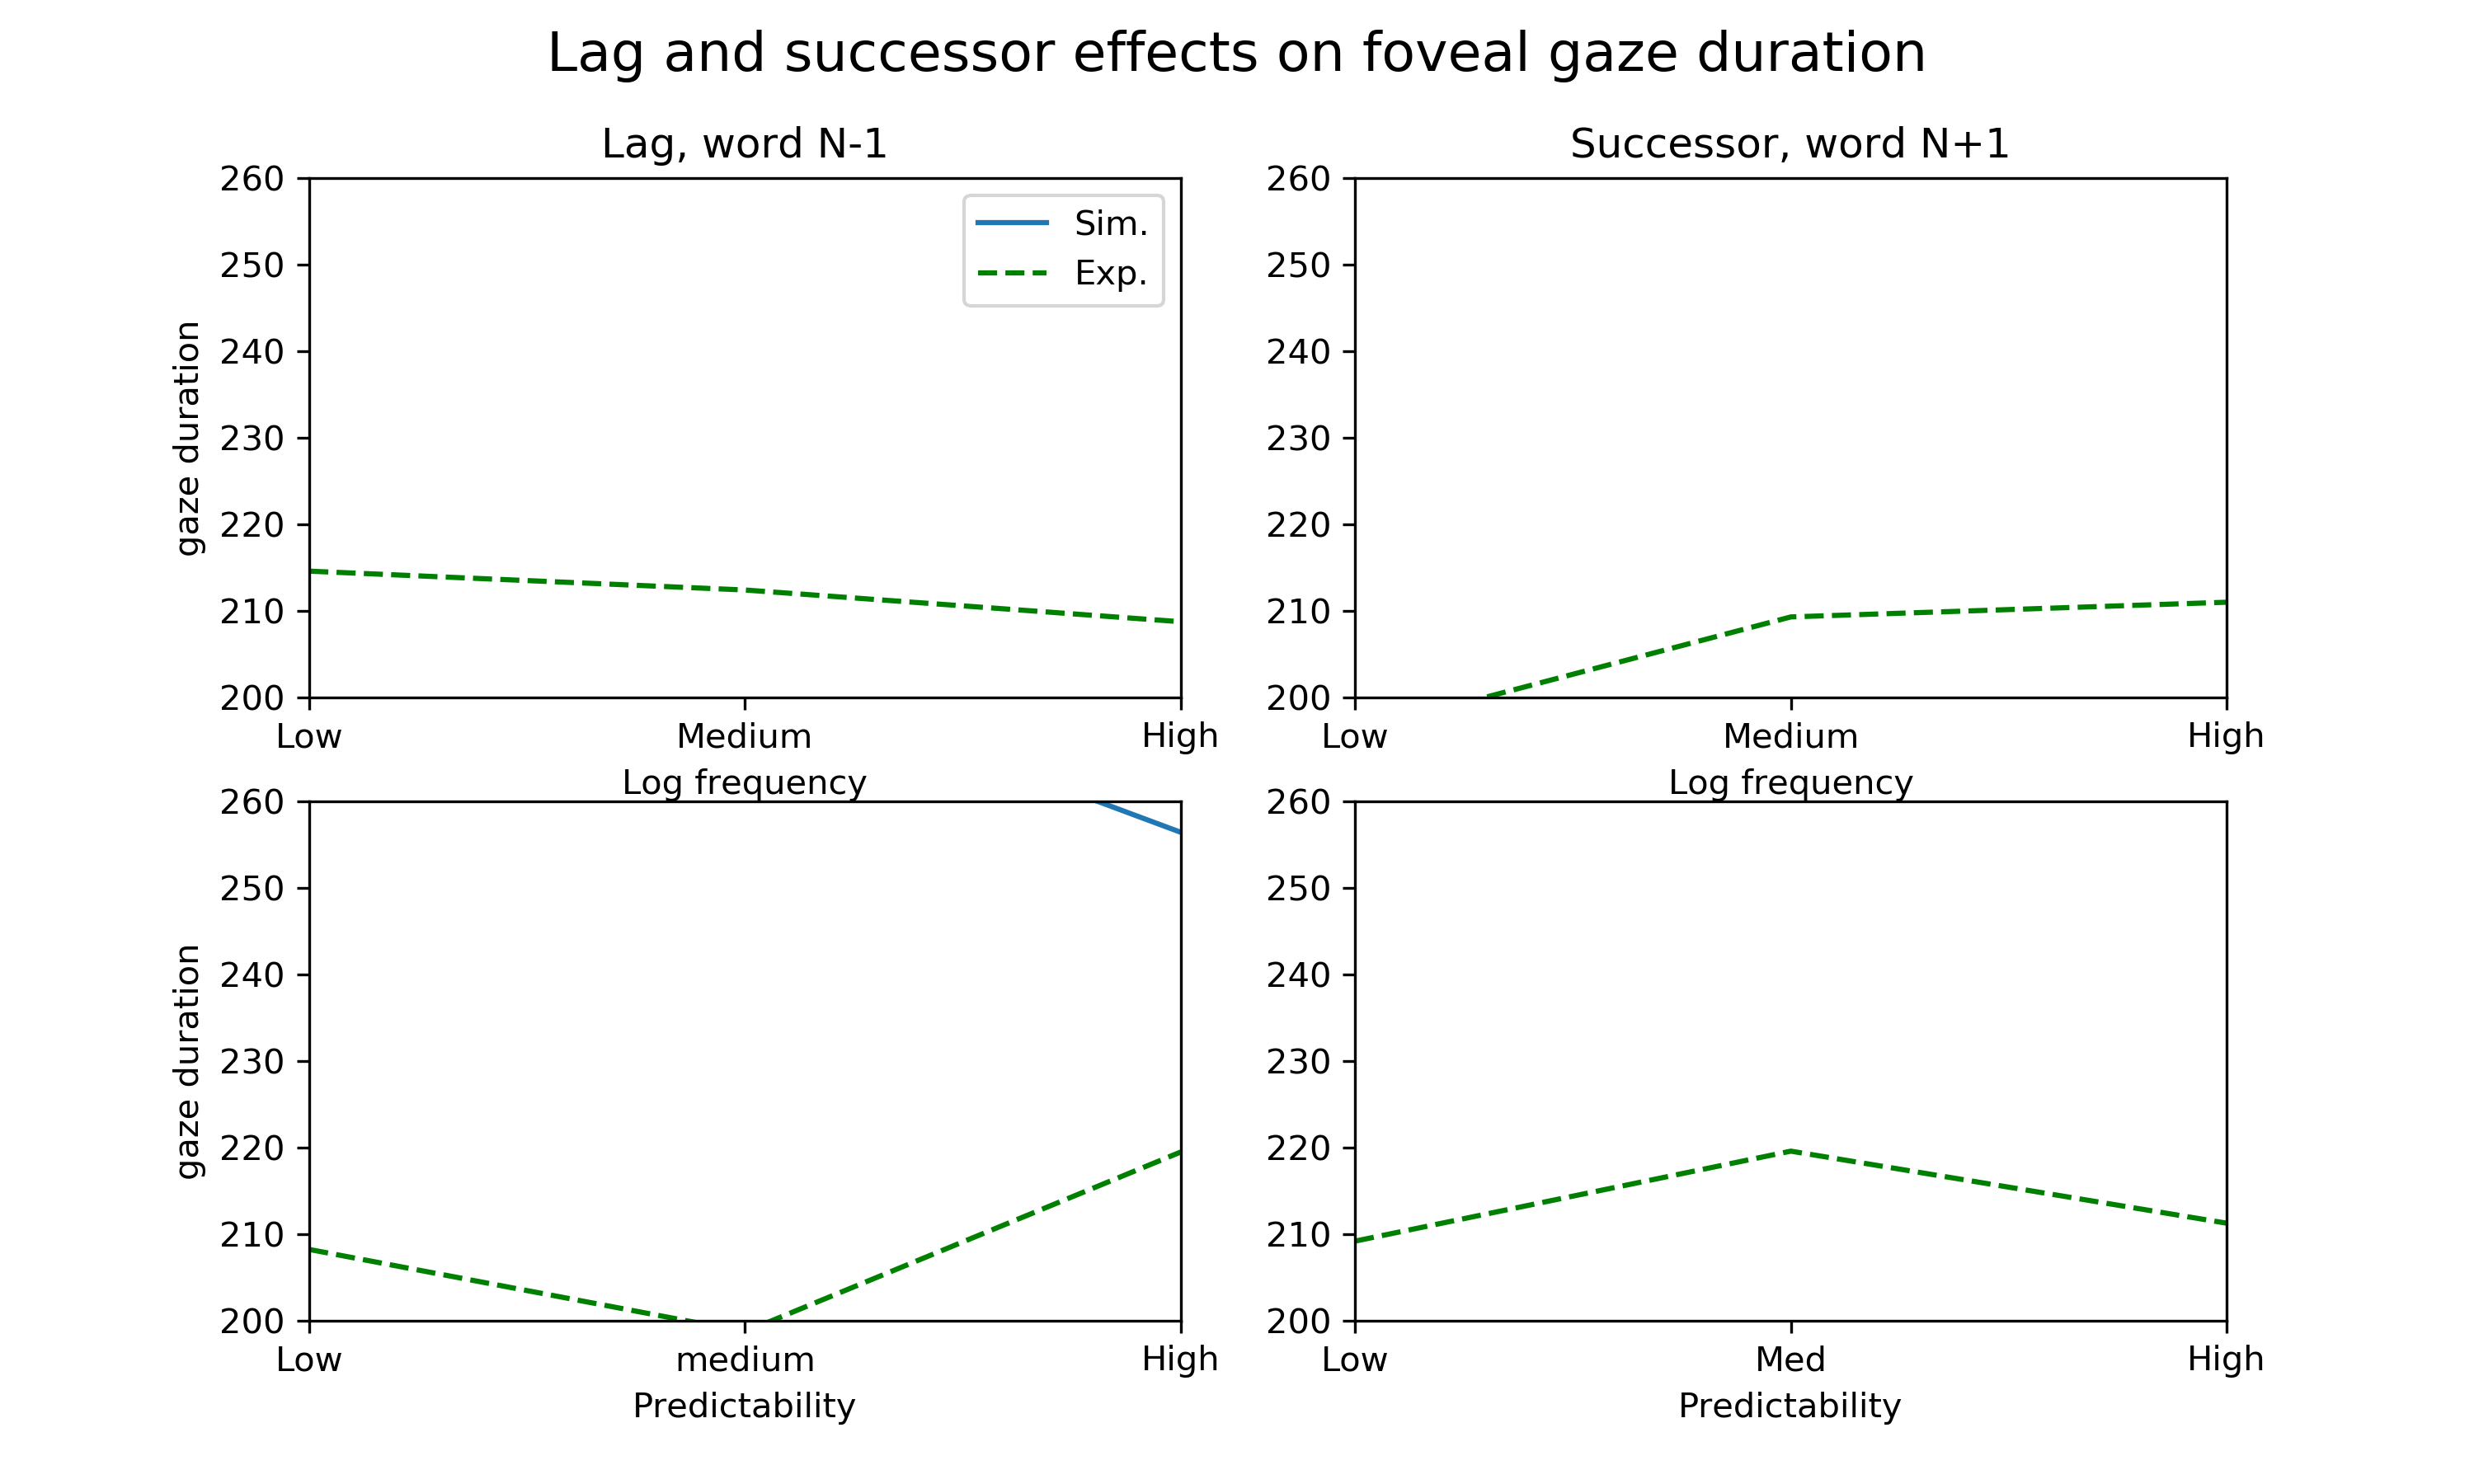 Lag and successor effects on foveal gaze duration
Lag, word N-1
260
250
240
230
220
210
200
gaze duration
Sim.
Exp.
Low
Medium
High
Log frequency
Successor, word N+1
260
250
240
230
220
210
200
Low
Medium
High
Log frequency
260
250
240
230
220
210
200
gaze duration
Low
medium
High
Predictability
260
250
240
230
220
210
200
Low
Med
High
Predictability